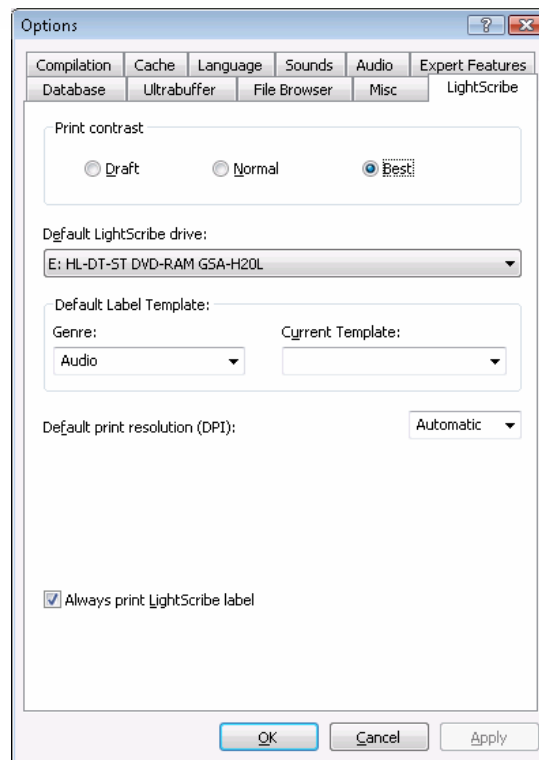 Options
Compilation Cache Language Sounds Audio Expert Features
Database Ultrabuffer File Browser Misc LightScribe
Print contrast
Draft Normal Best
Default LightScribe drive:
E: HL-DT-ST DVD-RAM GSA-H20L
Default Label Template:
Genre: Current Template:
Audio
Default print resolution (DPI): Automatic
Always print LightScribe label
OK Cancel Apply